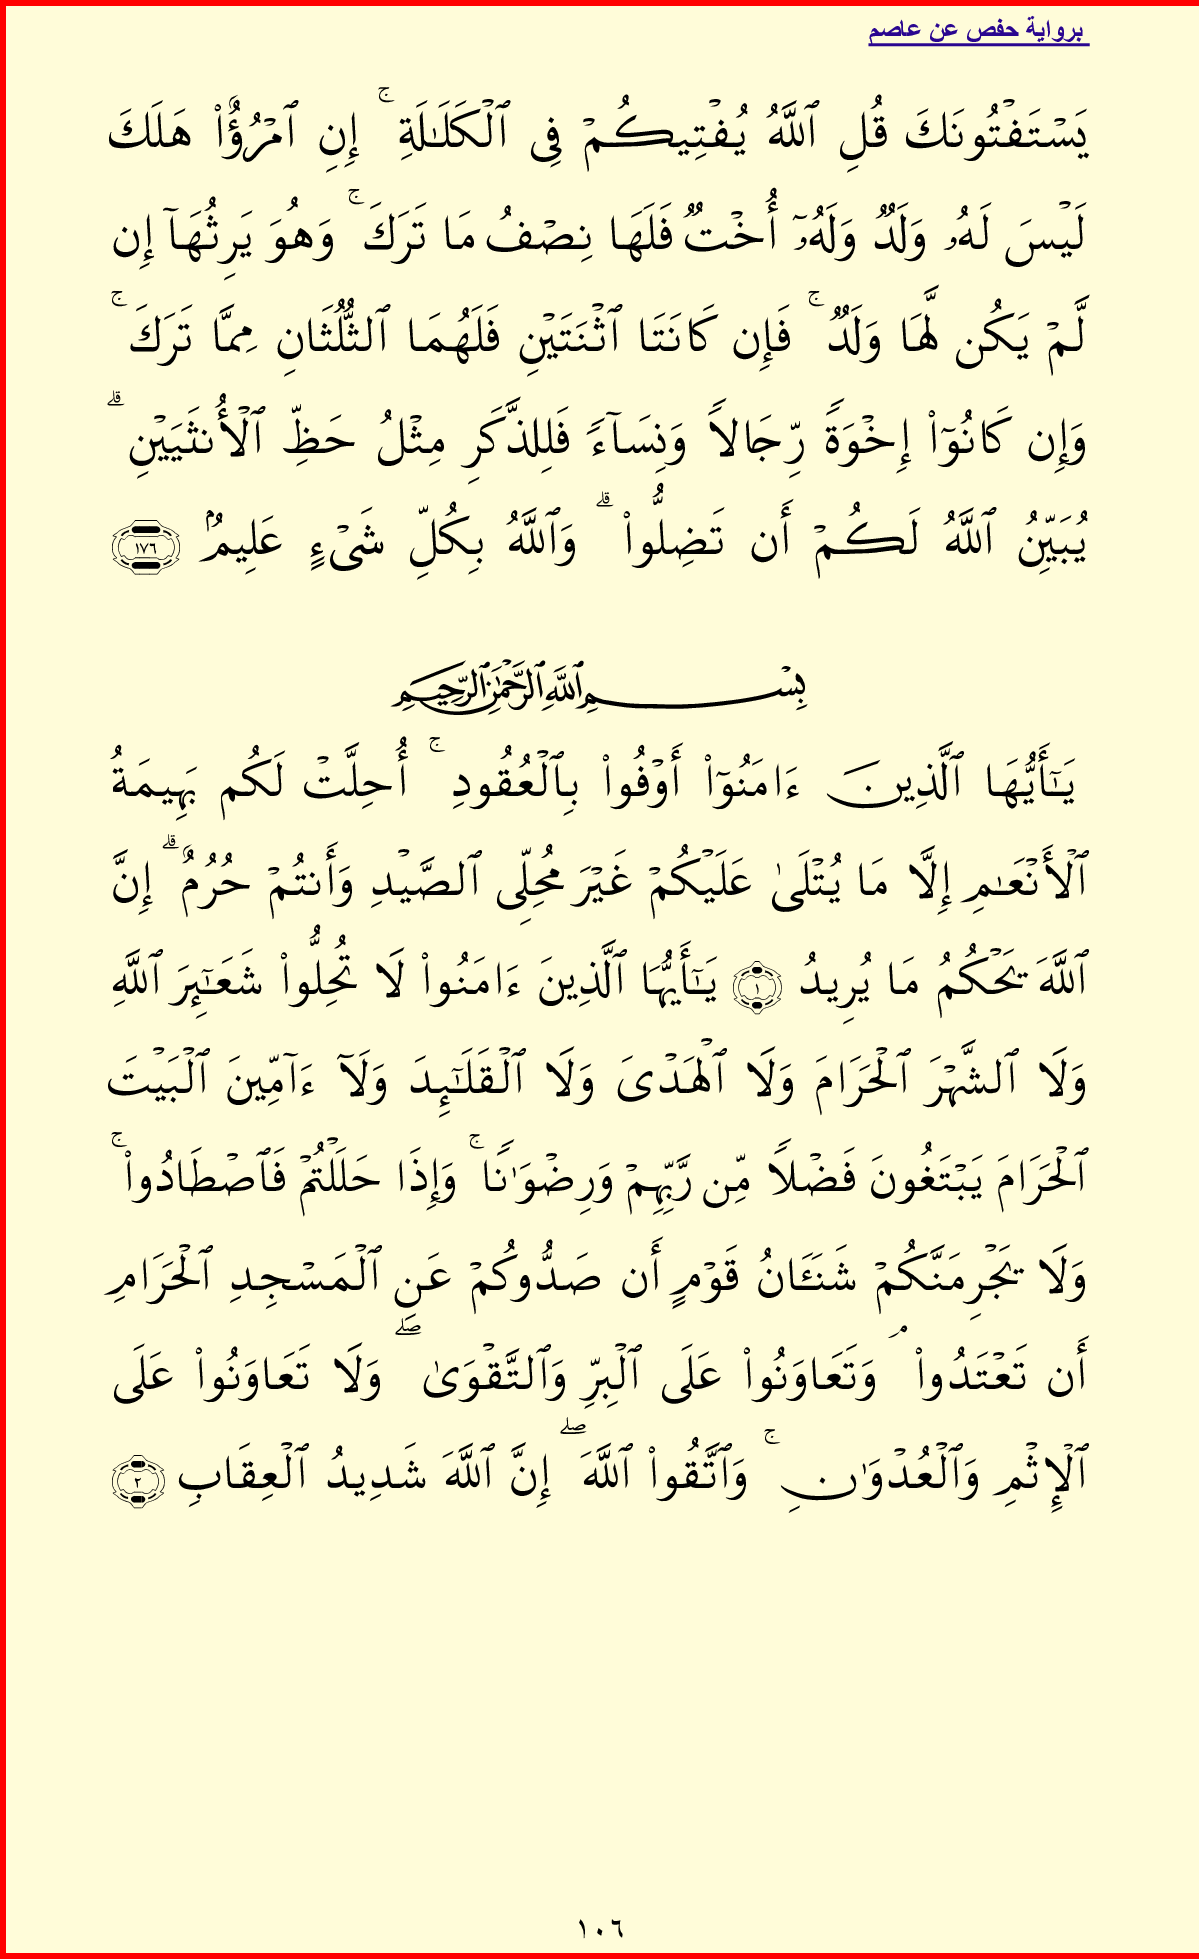 برواية حفص عن عاصم
يَسۡتَفۡتُونَكَ قُلِ ٱللَّهُ يُفۡتِيكُمۡ فِى ٱلۡكَلَـٰلَةِ ۚ إِنِ ٱمۡرُؤٌاْ هَلَكَ
لَيۡسَ لَهُۥ وَلَدٌ وَلَهُۥۤ أُخۡتٌ فَلَهَا نِصۡفُ مَا تَرَكَ ۚ وَهُوَ يَرِثُهَآ إِن
لَّمۡ يَكُن لَّهَا وَلَدٌ ۚ فَإِن كَانَتَا ٱثۡنَتَيۡنِ فَلَهُمَا ٱلثُّلُثَانِ مِمَّا تَرَكَ ۚ
وَإِن كَانُوٓاْ إِخۡوَةً رِّجَالاً وَنِسَآءً فَلِلذَّكَرِ مِثۡلُ حَظِّ ٱلۡأُنثَيَيۡنِ ۗ
يُبَيِّنُ ٱللَّهُ لَكُمۡ أَن تَضِلُّواْ ۗ وَٱللَّهُ بِكُلِّ شَىۡءٍ عَلِيمٌۢ ١٧٦
بِسۡمِ ٱللَّهِ ٱلرَّحۡمَـٰنِ ٱلرَّحِيمِ
يَـٰٓأَيُّهَا ٱلَّذِينَ ءَامَنُوٓاْ أَوۡفُواْ بِٱلۡعُقُودِ ۚ أُحِلَّتۡ لَكُم بَهِيمَةُ
ٱلۡأَنۡعَـٰمِ إِلَّا مَا يُتۡلَىٰ عَلَيۡكُمۡ غَيۡرَ مُحِلِّى ٱلصَّيۡدِ وَأَنتُمۡ حُرُمٌ ۗ إِنَّ
ٱللَّهَ يَحۡكُمُ مَا يُرِيدُ ١ يَـٰٓأَيُّهَا ٱلَّذِينَ ءَامَنُواْ لَا تُحِلُّواْ شَعَـٰٓئِرَ ٱللَّهِ
وَلَا ٱلشَّهۡرَ ٱلۡحَرَامَ وَلَا ٱلۡهَدۡىَ وَلَا ٱلۡقَلَـٰٓئِدَ وَلَآ ءَآمِّينَ ٱلۡبَيۡتَ
ٱلۡحَرَامَ يَبۡتَغُونَ فَضۡلاً مِّن رَّبِّهِمۡ وَرِضۡوَٰنًا ۚ وَإِذَا حَلَلۡتُمۡ فَٱصۡطَادُواْ ۚ
وَلَا يَجۡرِمَنَّكُمۡ شَنَـَٔانُ قَوۡمٍ أَن صَدُّوكُمۡ عَنِ ٱلۡمَسۡجِدِ ٱلۡحَرَامِ
أَن تَعۡتَدُواْ ۘ وَتَعَاوَنُواْ عَلَى ٱلۡبِرِّ وَٱلتَّقۡوَىٰ ۖ وَلَا تَعَاوَنُواْ عَلَى
ٱلۡإِثۡمِ وَٱلۡعُدۡوَٰنِ ۚ وَٱتَّقُواْ ٱللَّهَ ۖ إِنَّ ٱللَّهَ شَدِيدُ ٱلۡعِقَابِ ٢
١٠٦